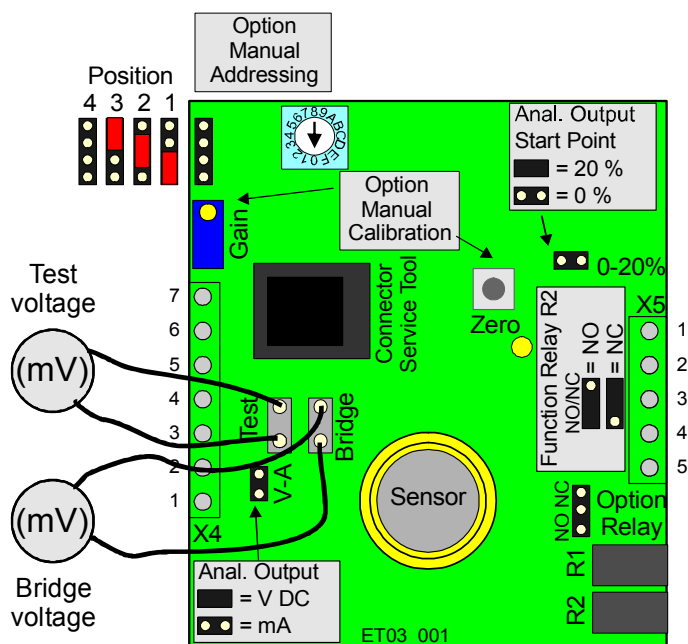 Option
Manual
Addressing
Position
4 3 2 1
0123456789ABCDEF
Anal. Output
Start Point
= 20 %
= 0 %
Option
Manual
Calibration
Gain
0-20%
Test
voltage
(mV)
7
6
5
4
3
2
1
X4
Connector
Service Tool
Zero
X5
1
2
3
4
5
Function Relay R2
NO/NC
= NO
= NC
Test
Bridge
V-A
Sensor
NO NC
Option
Relay
R1
R2
(mV)
Bridge
voltage
Anal. Output
= V DC
= mA
ET03_001